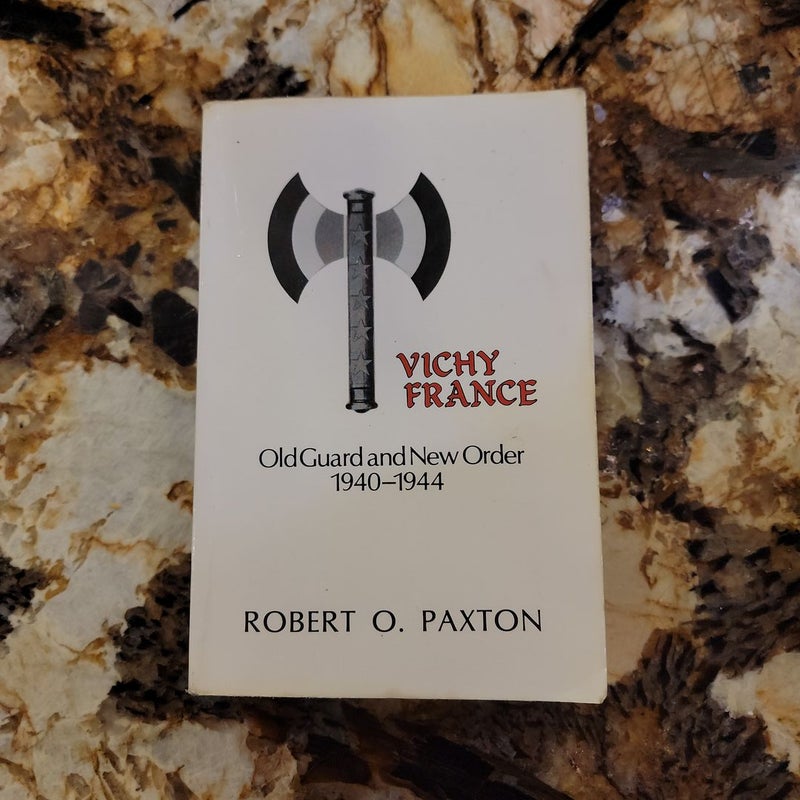 VICHY
FRANCE
Old Guard and New Order
1940–1944
ROBERT O. PAXTON